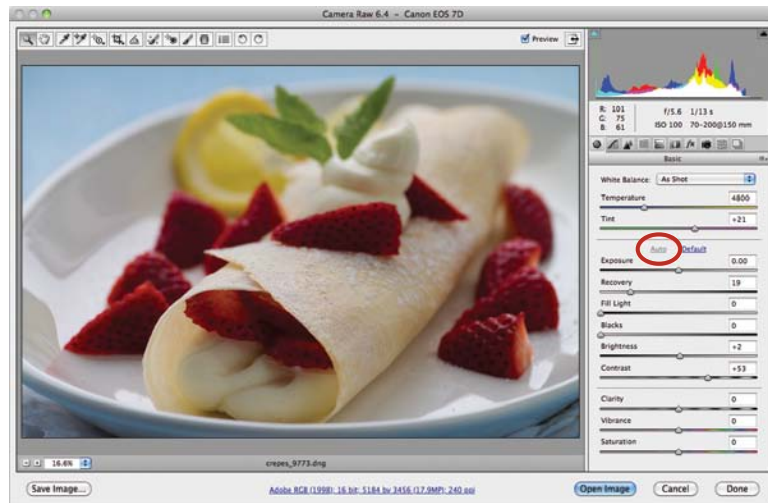 Camera Raw 6.4 – Canon EOS 7D
Preview
R: 101
G: 75
B: 61
f/5.6 1/13 s
ISO 100 70-200@150 mm
Basic
White Balance: As Shot
Temperature 4800
Tint +21
Auto Default
Exposure 0.00
Recovery 19
Fill Light 0
Blacks 0
Brightness +2
Contrast +53
Clarity 0
Vibrance 0
Saturation 0
16.6% crepes_9773.dng
Save Image... Adobe RGB (1998); 16 bit; 5184 by 3456 (17.9MP); 240 ppi Open Image Cancel Done